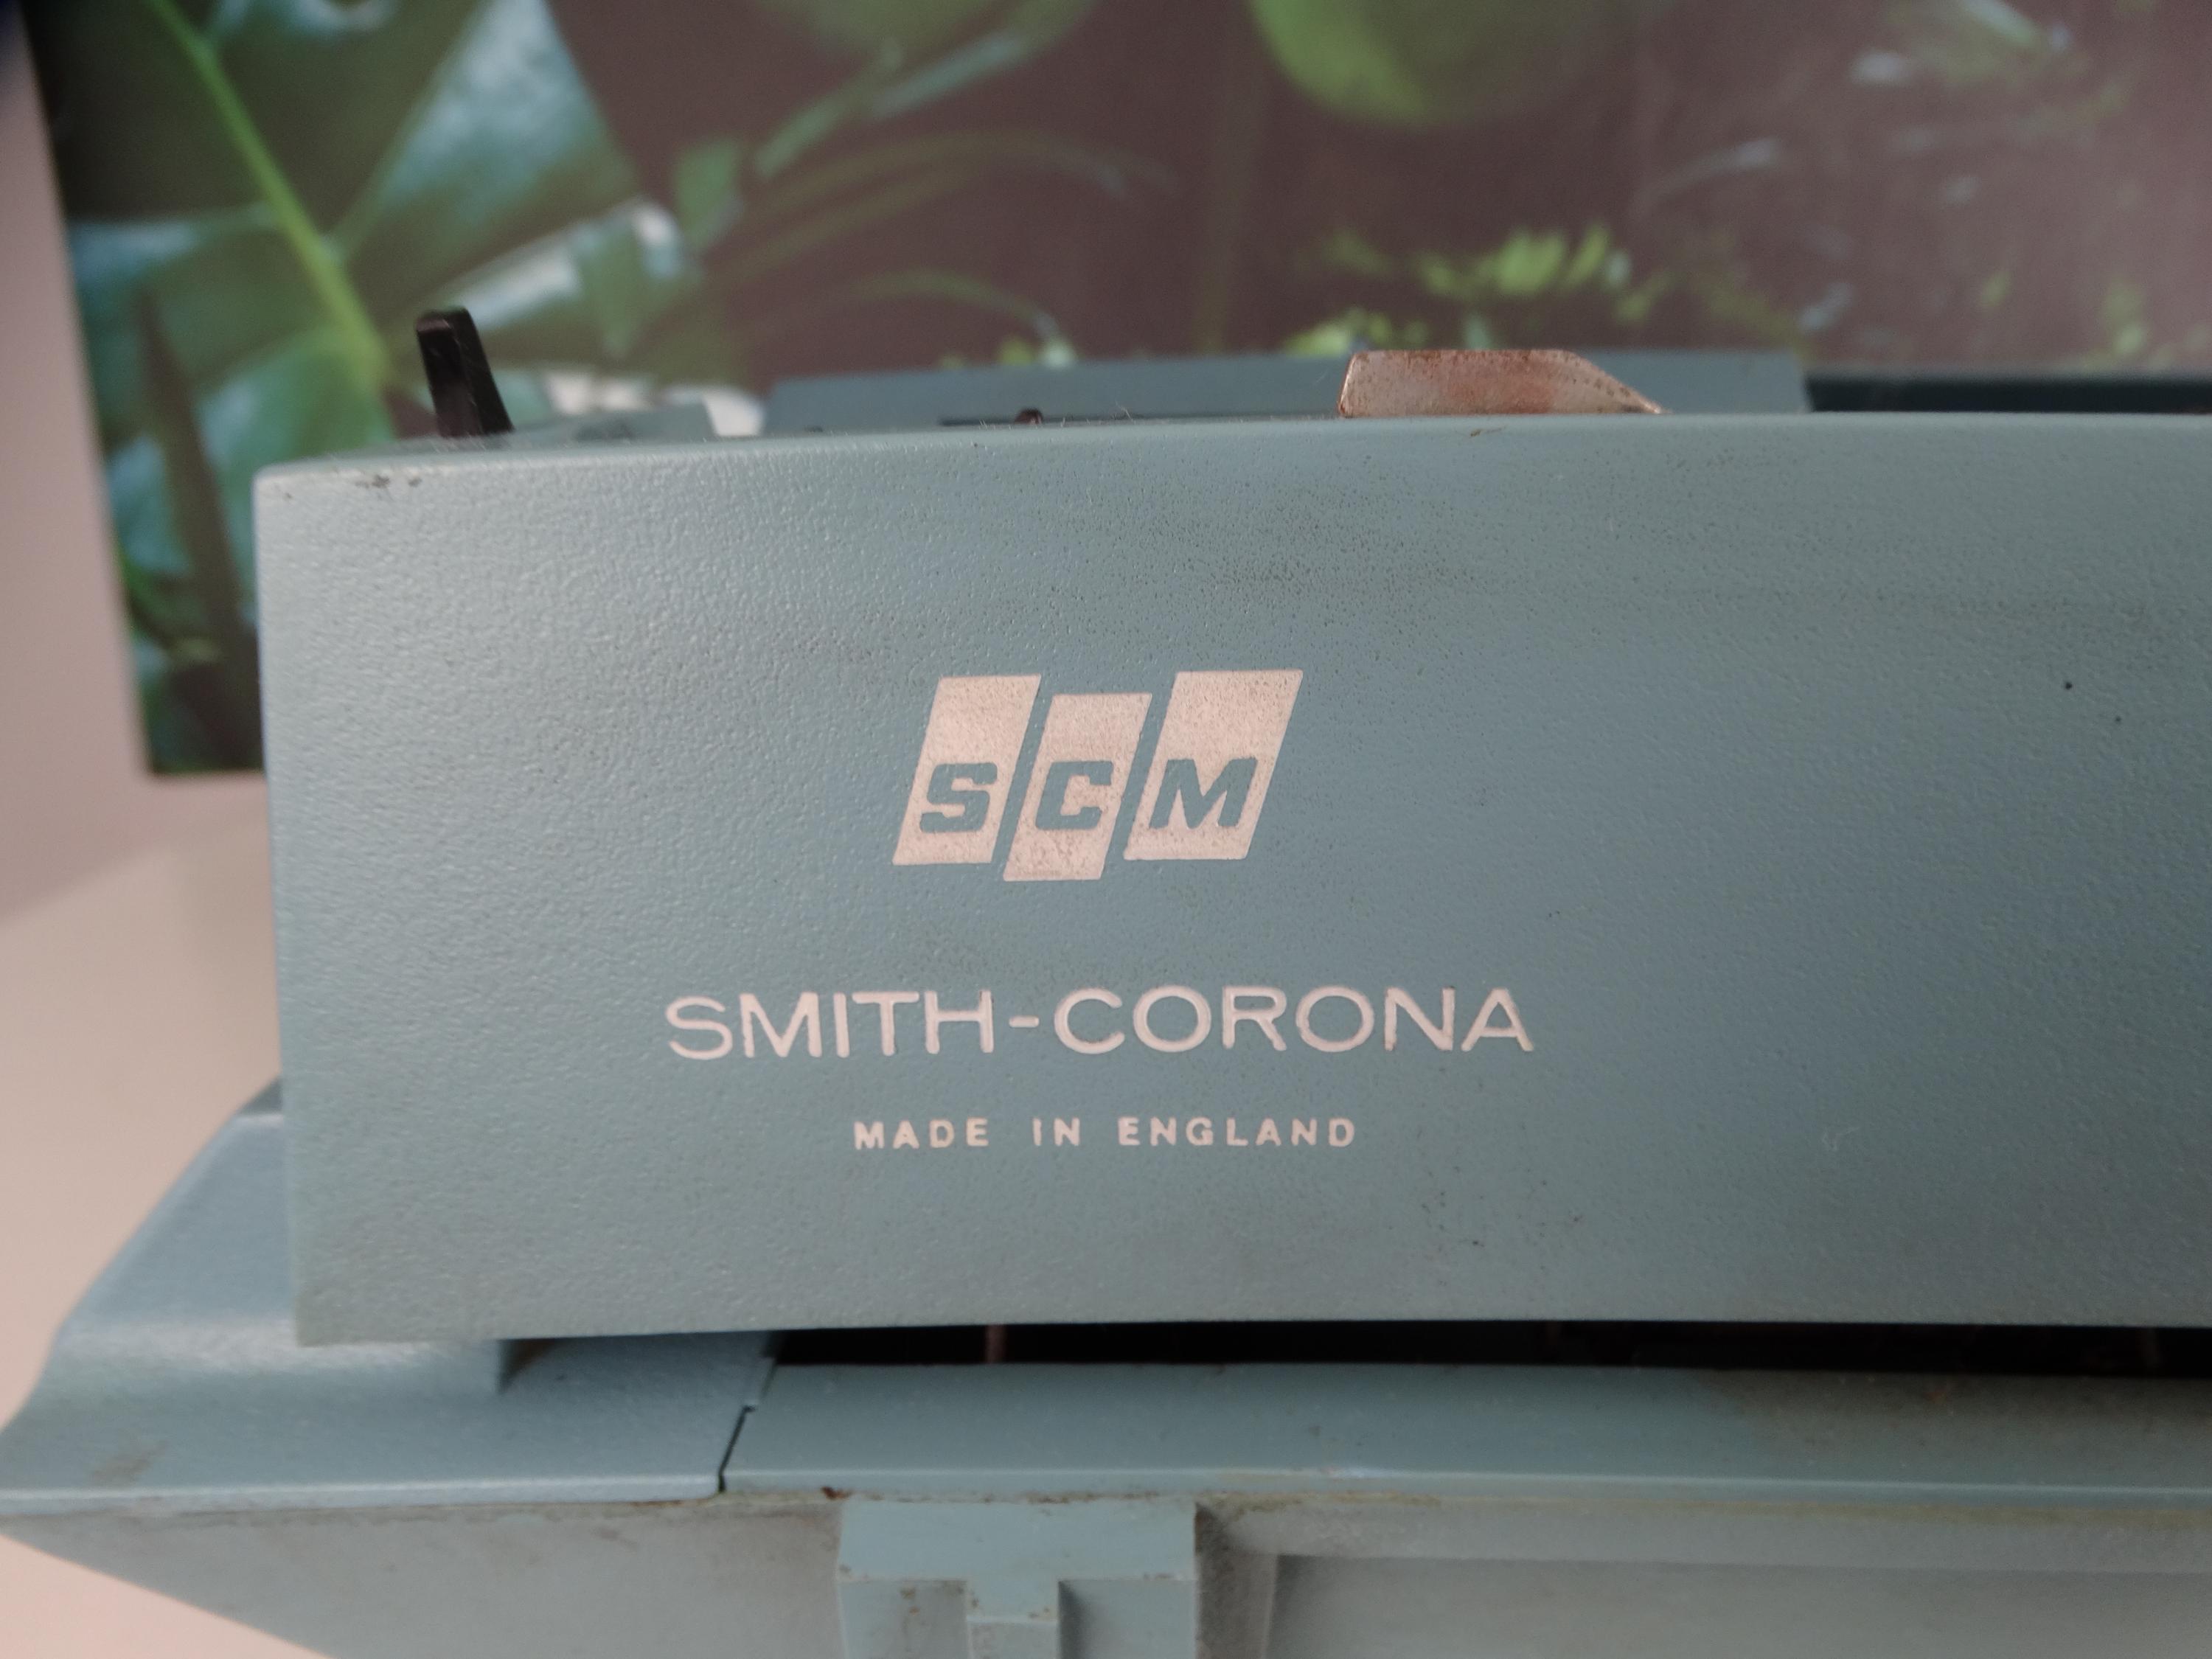 SCM
SMITH-CORONA
MADE IN ENGLAND